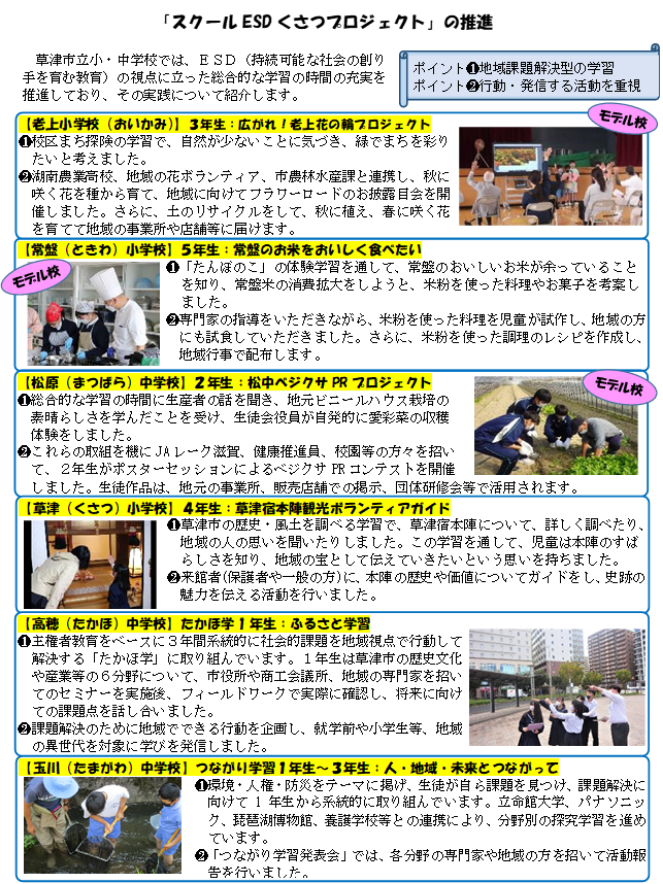 「スクールESDくさつプロジェクト」の推進
草津市立小・中学校では、ESD（持続可能な社会の創り
手を育む教育）の視点に立った総合的な学習の時間の充実を
推進しており、その実践について紹介します。
ポイント❶地域課題解決型の学習
ポイント❷行動・発信する活動を重視
モデル校
【老上小学校（おいかみ）】３年生：広がれ！老上花の輪プロジェクト
❶校区まち探険の学習で、自然が少ないことに気づき、緑でまちを彩り
たいと考えました。
❷湖南農業高校、地域の花ボランティア、市農林水産課と連携し、秋に
咲く花を種から育て、地域に向けてフラワーロードのお披露目会を開
催しました。さらに、土のリサイクルをして、秋に植え、春に咲く花
を育てて地域の事業所や店舗等に届けます。
【常盤（ときわ）小学校】５年生：常盤のお米をおいしく食べたい
モデル校
❶「たんぼのこ」の体験学習を通して、常盤のおいしいお米が余っていること
を知り、常盤米の消費拡大をしようと、米粉を使った料理やお菓子を考案し
ました。
❷専門家の指導をいただきながら、米粉を使った料理を児童が試作し、地域の方
にも試食していただきました。さらに、米粉を使った調理のレシピを作成し、
地域行事で配布します。
【松原（まつばら）中学校】２年生：松中ベジクサPRプロジェクト
モデル校
❶総合的な学習の時間に生産者の話を聞き、地元ビニールハウス栽培の
素晴らしさを学んだことを受け、生徒会役員が自発的に愛彩菜の収穫
体験をしました。
❷これらの取組を機にJAレーク滋賀、健康推進員、校園等の方々を招い
て、２年生がポスターセッションによるベジクサPRコンテストを開催
しました。生徒作品は、地元の事業所、販売店舗での掲示、団体研修会等で活用されます。
【草津（くさつ）小学校】４年生：草津宿本陣観光ボランティアガイド
❶草津市の歴史・風土を調べる学習で、草津宿本陣について、詳しく調べたり、
地域の人の思いを聞いたりしました。この学習を通して、児童は本陣のすば
らしさを知り、地域の宝として伝えていきたいという思いを持ちました。
❷来館者(保護者や一般の方)に、本陣の歴史や価値についてガイドをし、史跡の
魅力を伝える活動を行いました。
【高穂（たかほ）中学校】たかほ学１年生：ふるさと学習
❶主権者教育をベースに３年間系統的に社会的課題を地域視点で行動して
解決する「たかほ学」に取り組んでいます。１年生は草津市の歴史文化
や産業等の６分野について、市役所や商工会議所、地域の専門家を招い
てのセミナーを実施後、フィールドワークで実際に確認し、将来に向け
ての課題点を話し合いました。
❷課題解決のために地域でできる行動を企画し、就学前や小学生等、地域
の異世代を対象に学びを発信しました。
【玉川（たまがわ）中学校】つながり学習１年生～３年生：人・地域・未来とつながって
❶環境・人権・防災をテーマに掲げ、生徒が自ら課題を見つけ、課題解決に
向けて１年生から系統的に取り組んでいます。立命館大学、パナソニッ
ク、琵琶湖博物館、養護学校等との連携により、分野別の探究学習を進め
ています。
❷「つながり学習発表会」では、各分野の専門家や地域の方を招いて活動報
告を行いました。